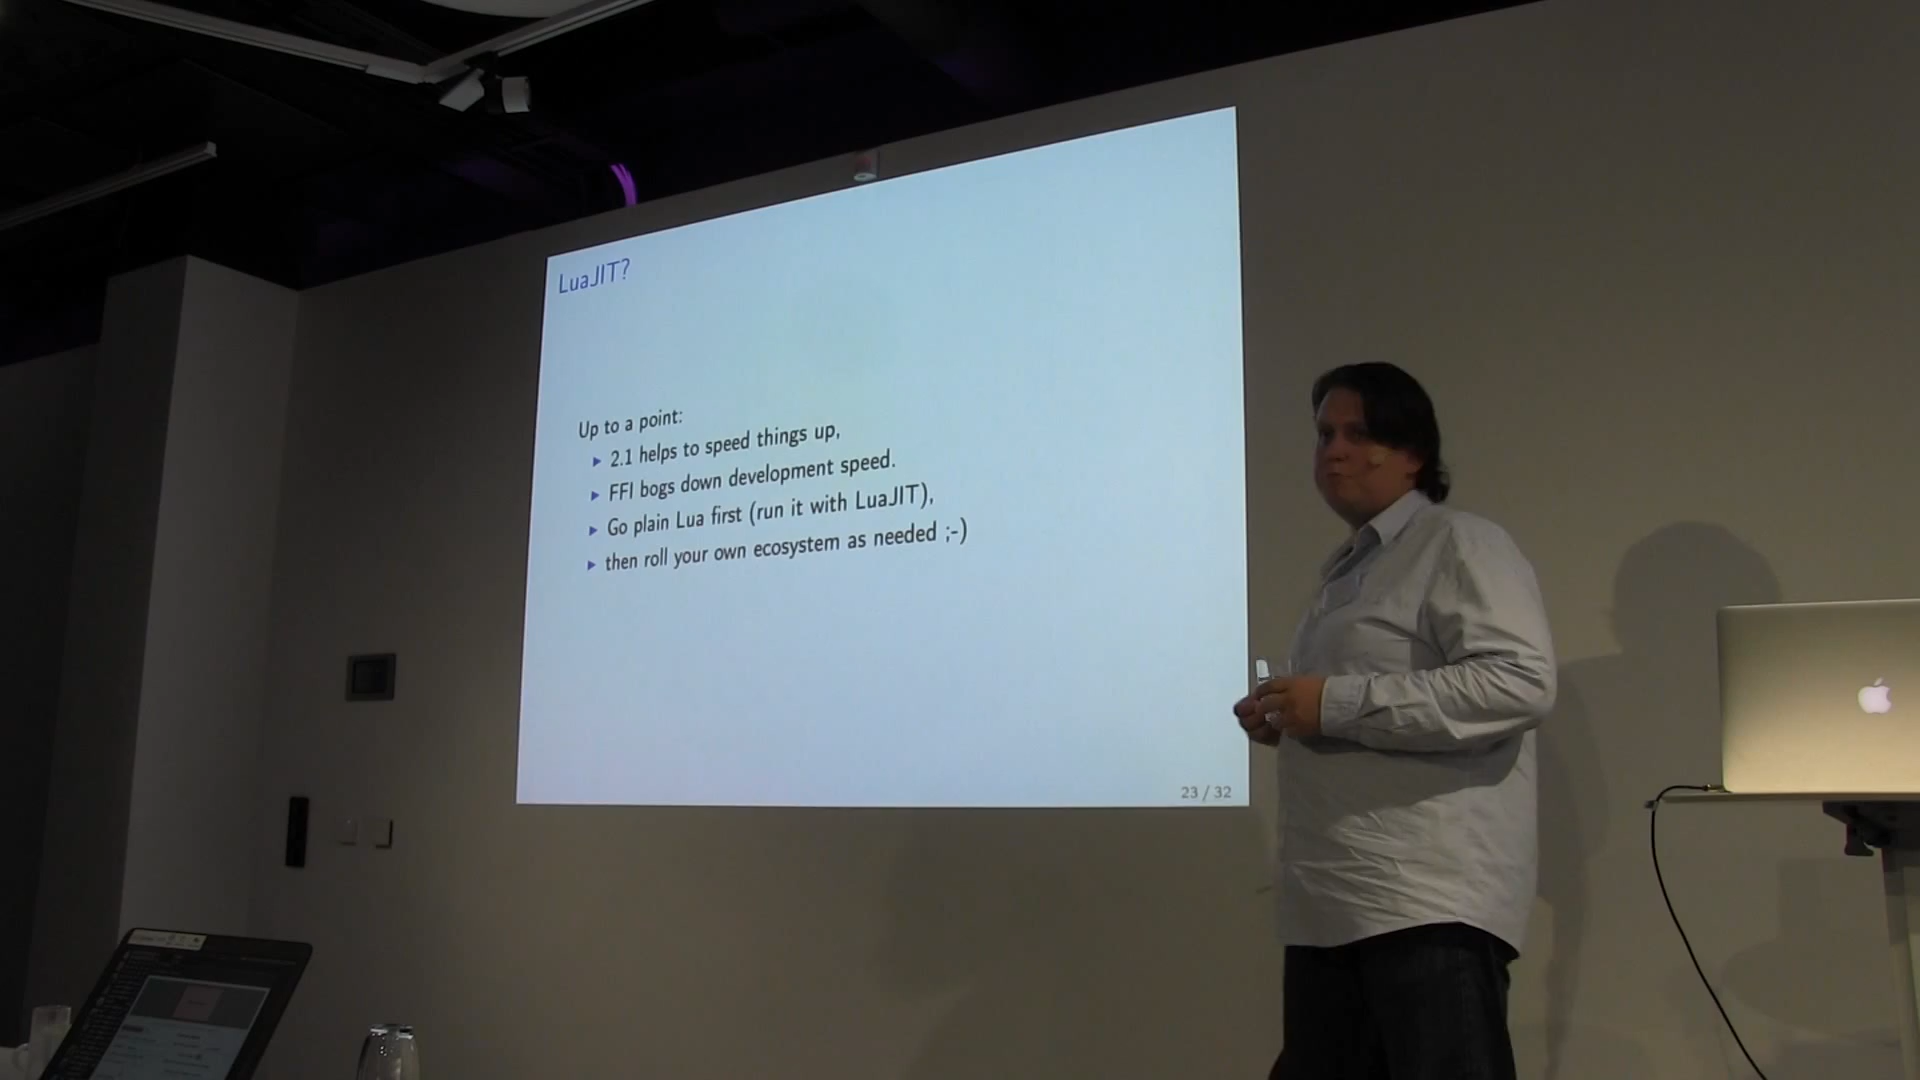 LuaJIT?
Up to a point:
▶ 2.1 helps to speed things up,
▶ FFI bogs down development speed.
▶ Go plain Lua first (run it with LuaJIT),
▶ then roll your own ecosystem as needed ;-)
23 / 32